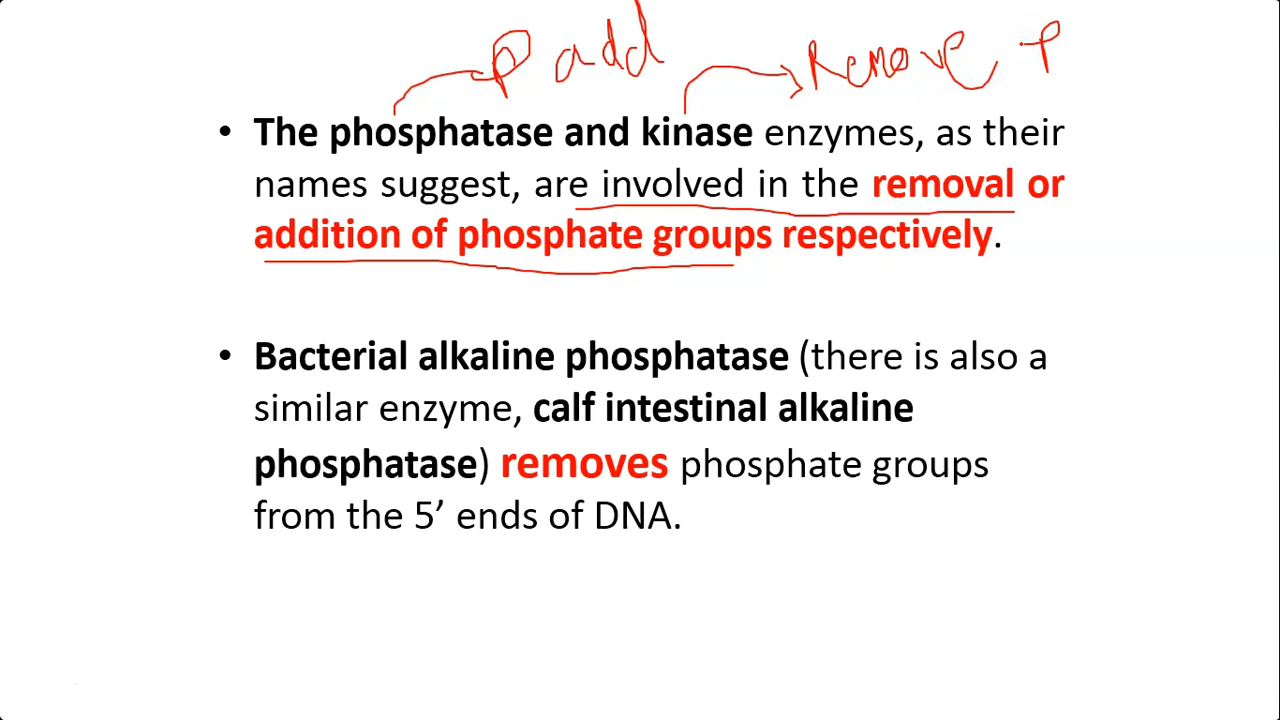 P add Remove P
• The phosphatase and kinase enzymes, as their
names suggest, are involved in the removal or
addition of phosphate groups respectively.
• Bacterial alkaline phosphatase (there is also a
similar enzyme, calf intestinal alkaline
phosphatase) removes phosphate groups
from the 5’ ends of DNA.